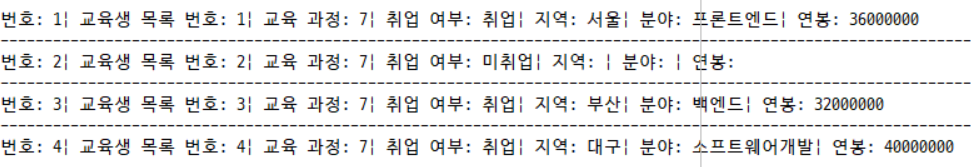 번호: 1| 교육생 목록 번호: 1| 교육 과정: 7| 취업 여부: 취업| 지역: 서울| 분야: 프론트엔드| 연봉: 36000000
번호: 2| 교육생 목록 번호: 2| 교육 과정: 7| 취업 여부: 미취업| 지역: | 분야: | 연봉:
번호: 3| 교육생 목록 번호: 3| 교육 과정: 7| 취업 여부: 취업| 지역: 부산| 분야: 백엔드| 연봉: 32000000
번호: 4| 교육생 목록 번호: 4| 교육 과정: 7| 취업 여부: 취업| 지역: 대구| 분야: 소프트웨어개발| 연봉: 40000000